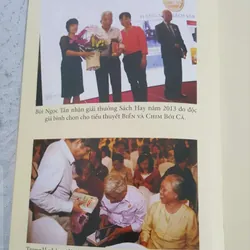 Bùi Ngọc Tấn nhận giải thưởng Sách Hay năm 2013 do độc
giả bình chọn cho tiểu thuyết BIỂN VÀ CHIM BÓI CÁ.